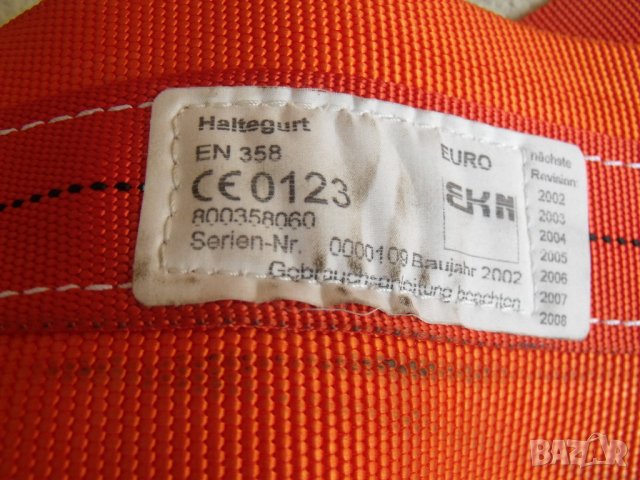 Haltegurt
EN 358
CE 0123
800358060
Serien-Nr. 0000109 Baujahr 2002
Gebrauchsanleitung beachten
EURO
EKN
nächste
Revision:
2002
2003
2004
2005
2006
2007
2008
BAZAR